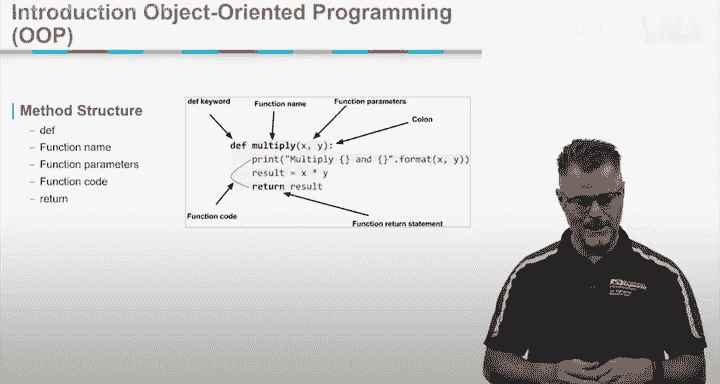 Introduction Object-Oriented Programming
(OOP)
Method Structure
– def
– Function name
– Function parameters
– Function code
– return
def keyword
Function name
Function parameters
Colon
def multiply(x, y):
print("Multiply {} and {}".format(x, y))
result = x * y
return result
Function code
Function return statement